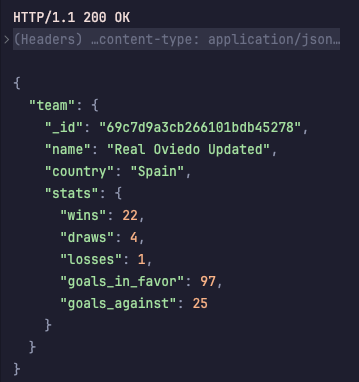 HTTP/1.1 200 OK
(Headers) …content-type: application/json…
{
  "team": {
    "_id": "69c7d9a3cb266101bdb45278",
    "name": "Real Oviedo Updated",
    "country": "Spain",
    "stats": {
      "wins": 22,
      "draws": 4,
      "losses": 1,
      "goals_in_favor": 97,
      "goals_against": 25
    }
  }
}